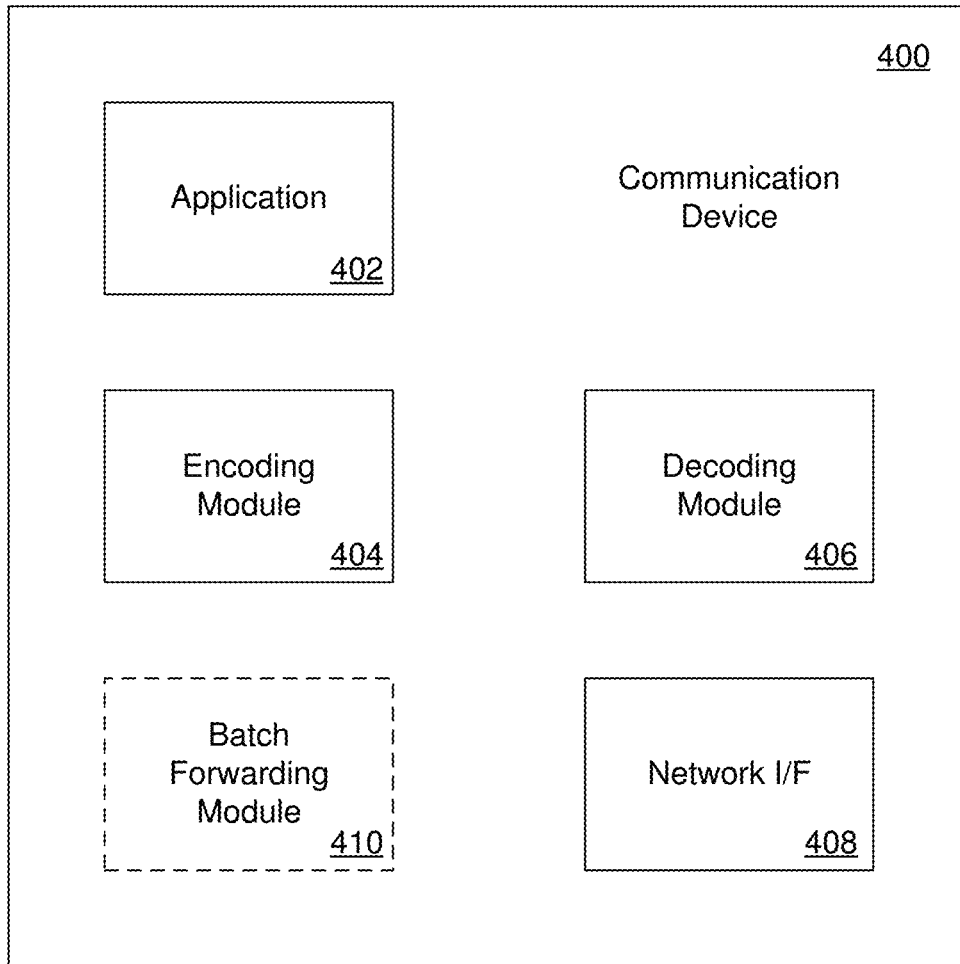 400
Application
402
Communication
Device
Encoding
Module
404
Decoding
Module
406
Batch
Forwarding
Module
410
Network I/F
408